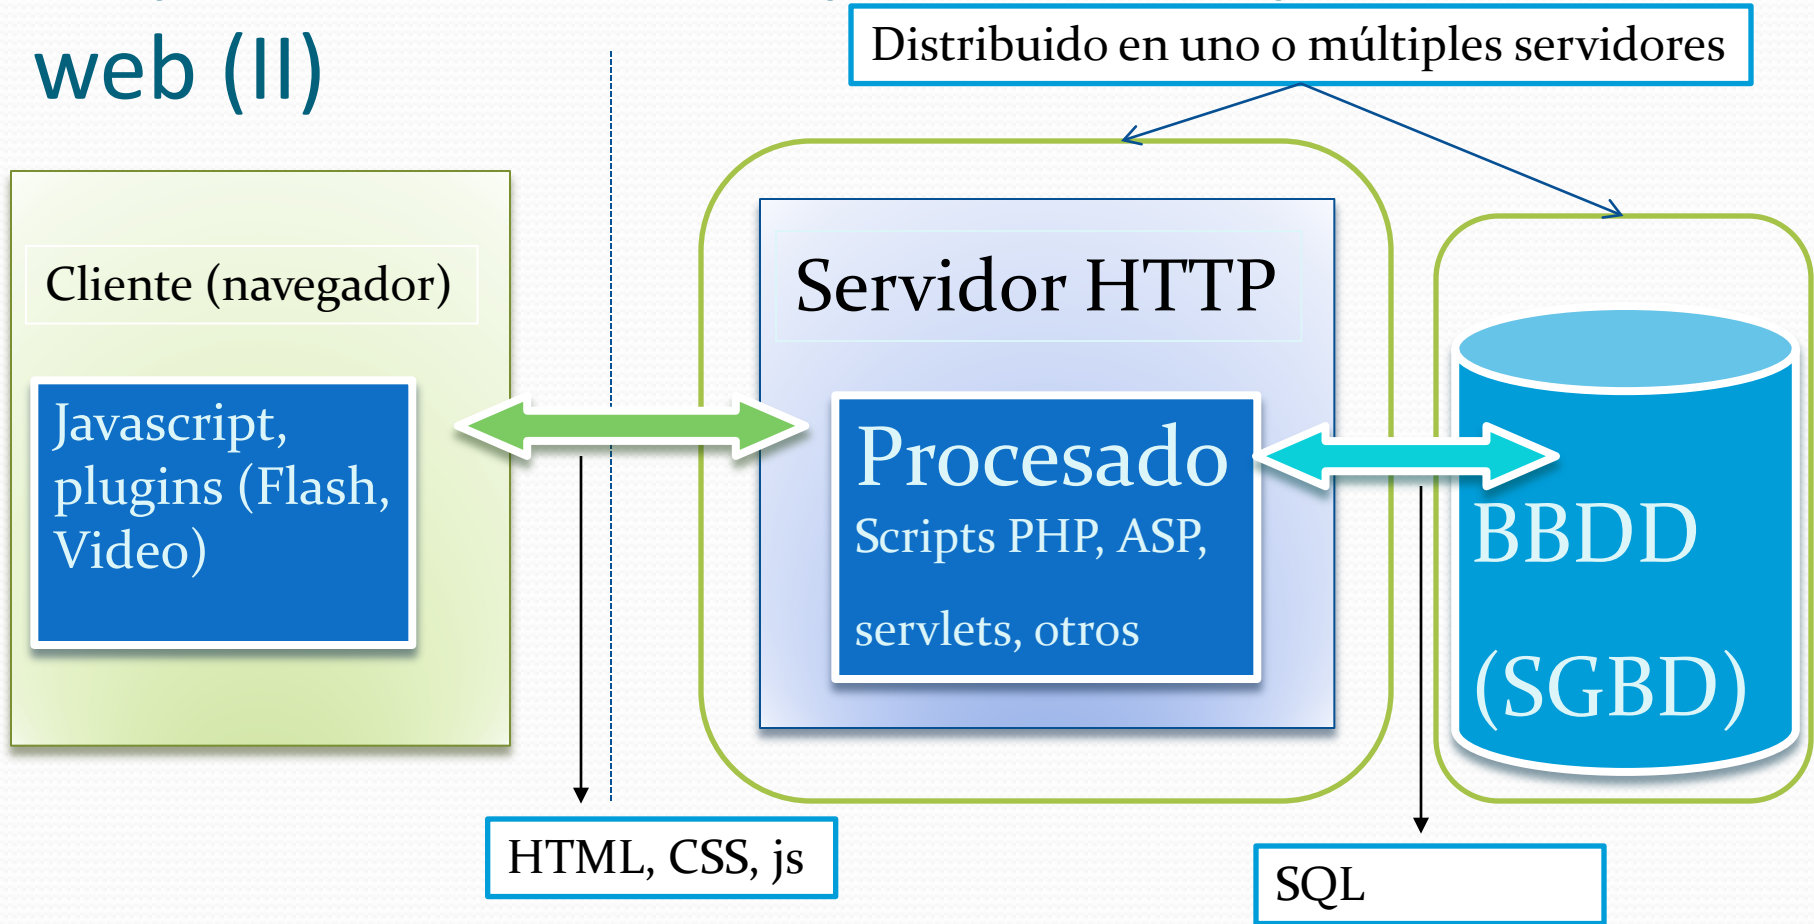 web (II)
Distribuido en uno o múltiples servidores
Cliente (navegador)
Javascript,
plugins (Flash,
Video)
Servidor HTTP
Procesado
Scripts PHP, ASP,
servlets, otros
BBDD
(SGBD)
HTML, CSS, js
SQL